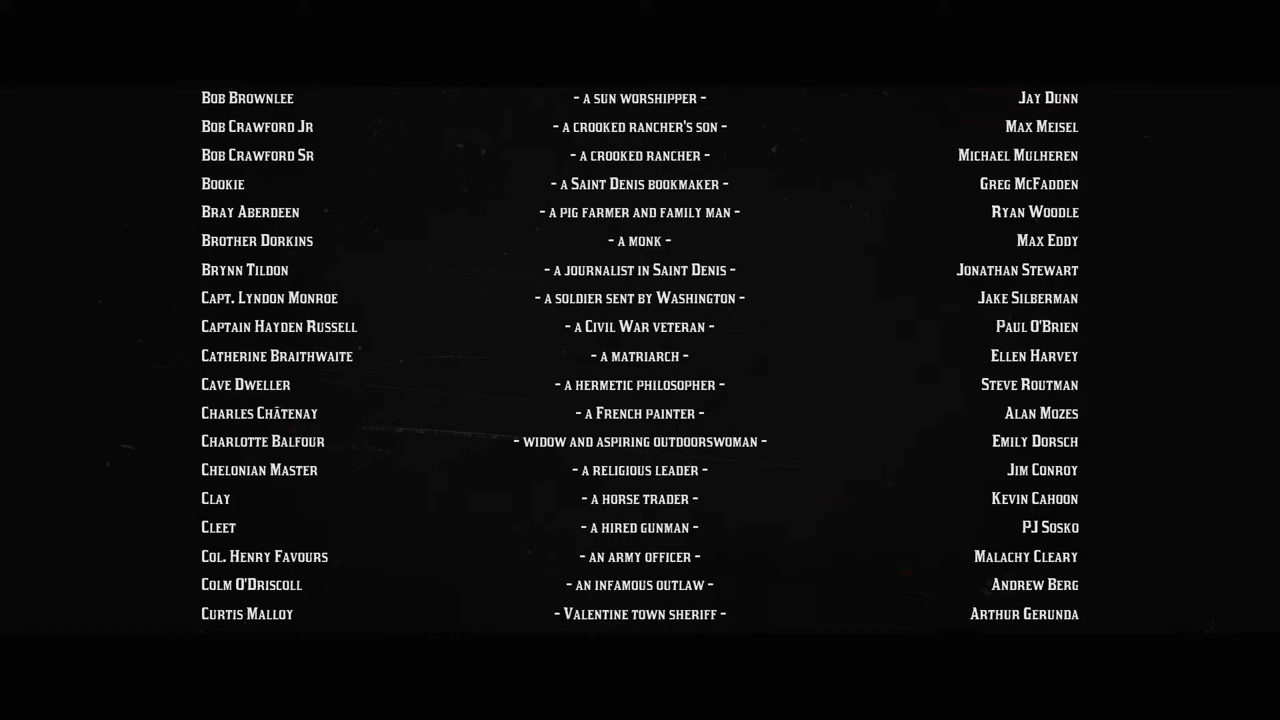 Bob Brownlee - a sun worshipper - Jay Dunn
Bob Crawford Jr - a crooked rancher's son - Max Meisel
Bob Crawford Sr - a crooked rancher - Michael Mulheren
Bookie - a Saint Denis bookmaker - Greg McFadden
Bray Aberdeen - a pig farmer and family man - Ryan Woodle
Brother Dorkins - a monk - Max Eddy
Brynn Tildon - a journalist in Saint Denis - Jonathan Stewart
Capt. Lyndon Monroe - a soldier sent by Washington - Jake Silberman
Captain Hayden Russell - a Civil War veteran - Paul O'Brien
Catherine Braithwaite - a matriarch - Ellen Harvey
Cave Dweller - a hermetic philosopher - Steve Routman
Charles Châtenay - a French painter - Alan Mozes
Charlotte Balfour - widow and aspiring outdoorswoman - Emily Dorsch
Chelonian Master - a religious leader - Jim Conroy
Clay - a horse trader - Kevin Cahoon
Cleet - a hired gunman - PJ Sosko
Col. Henry Favours - an army officer - Malachy Cleary
Colm O'Driscoll - an infamous outlaw - Andrew Berg
Curtis Malloy - Valentine town sheriff - Arthur Gerunda